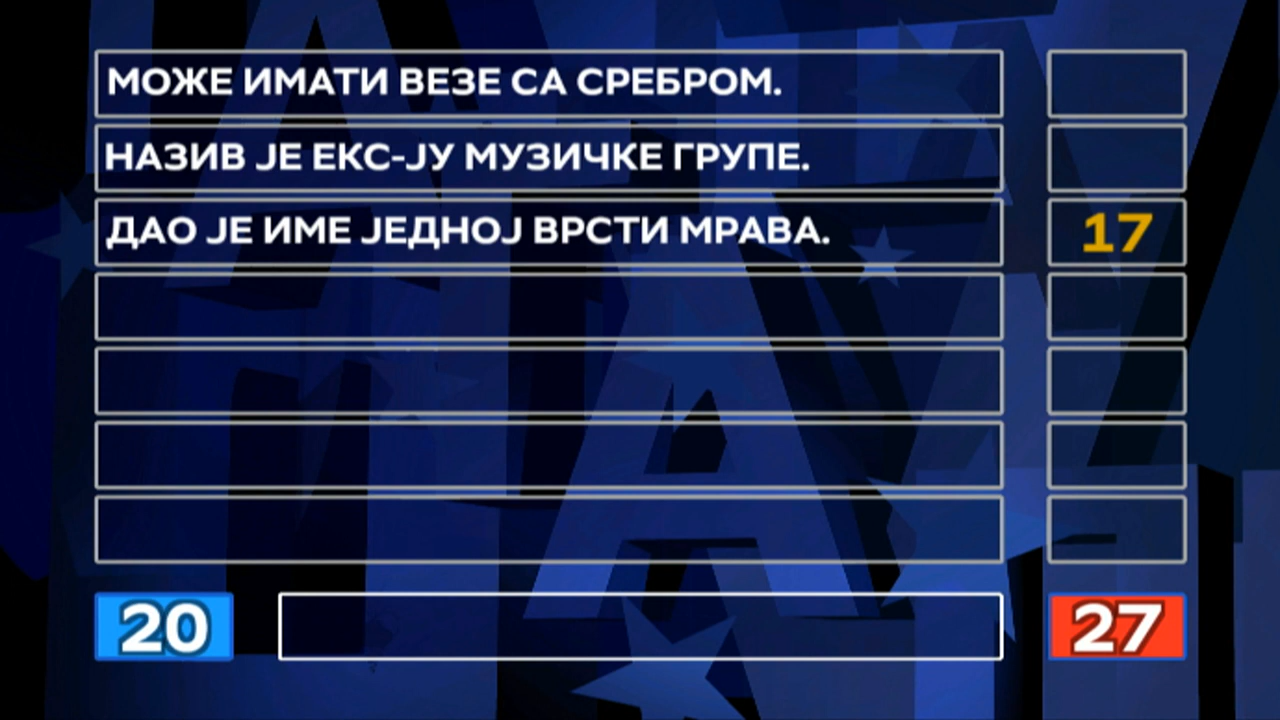 МОЖЕ ИМАТИ ВЕЗЕ СА СРЕБРОМ.
НАЗИВ ЈЕ ЕКС-ЈУ МУЗИЧКЕ ГРУПЕ.
ДАО ЈЕ ИМЕ ЈЕДНОЈ ВРСТИ МРАВА. 17
20 27